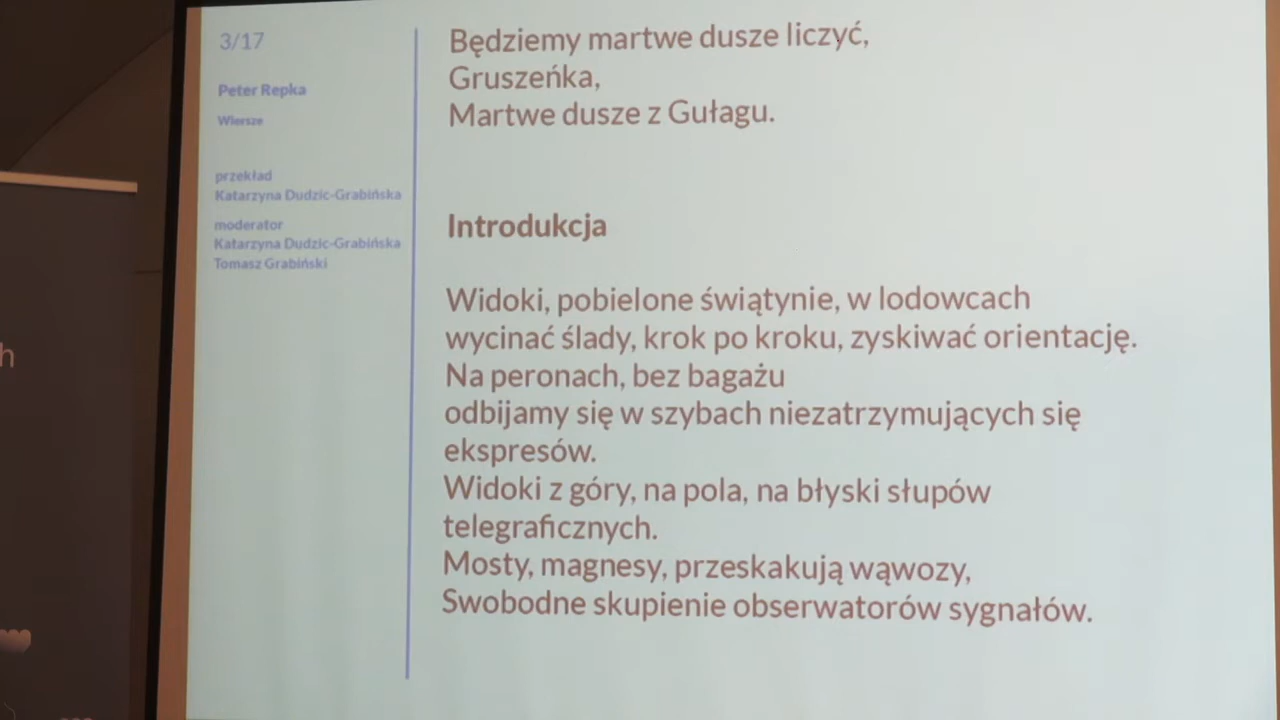 3/17
Peter Repka
Wiersze
przekład
Katarzyna Dudzic-Grabińska
moderator
Katarzyna Dudzic-Grabińska
Tomasz Grabiński
Będziemy martwe dusze liczyć,
Gruszeńka,
Martwe dusze z Gułagu.
Introdukcja
Widoki, pobielone świątynie, w lodowcach
wycinać ślady, krok po kroku, zyskiwać orientację.
Na peronach, bez bagażu
odbijamy się w szybach niezatrzymujących się
ekspresów.
Widoki z góry, na pola, na błyski słupów
telegraficznych.
Mosty, magnesy, przeskakują wąwozy,
Swobodne skupienie obserwatorów sygnałów.
h